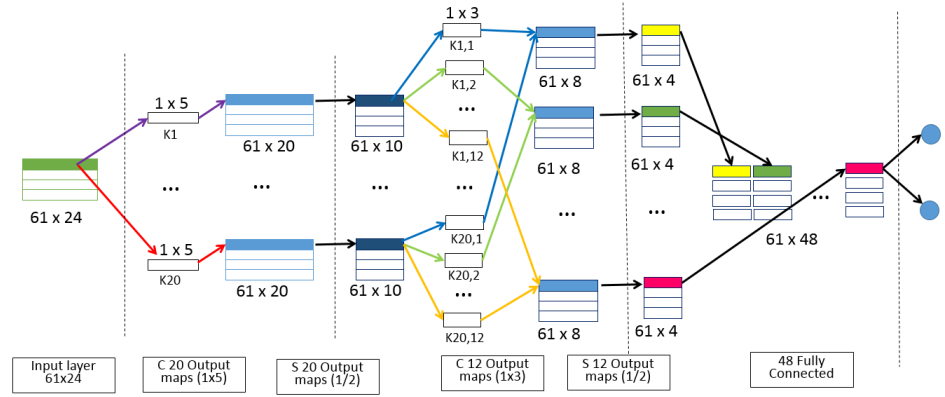 1 x 3
K1,1
1 x 5
K1
61 x 20
61 x 10
K1,2
...
K1,12
61 x 8
61 x 4
61 x 8
61 x 4
61 x 24
...
...
...
...
...
...
61 x 48
1 x 5
K20
61 x 20
61 x 10
K20,1
K20,2
...
K20,12
61 x 8
61 x 4
Input layer
61x24
C 20 Output
maps (1x5)
S 20 Output
maps (1/2)
C 12 Output
maps (1x3)
S 12 Output
maps (1/2)
48 Fully
Connected